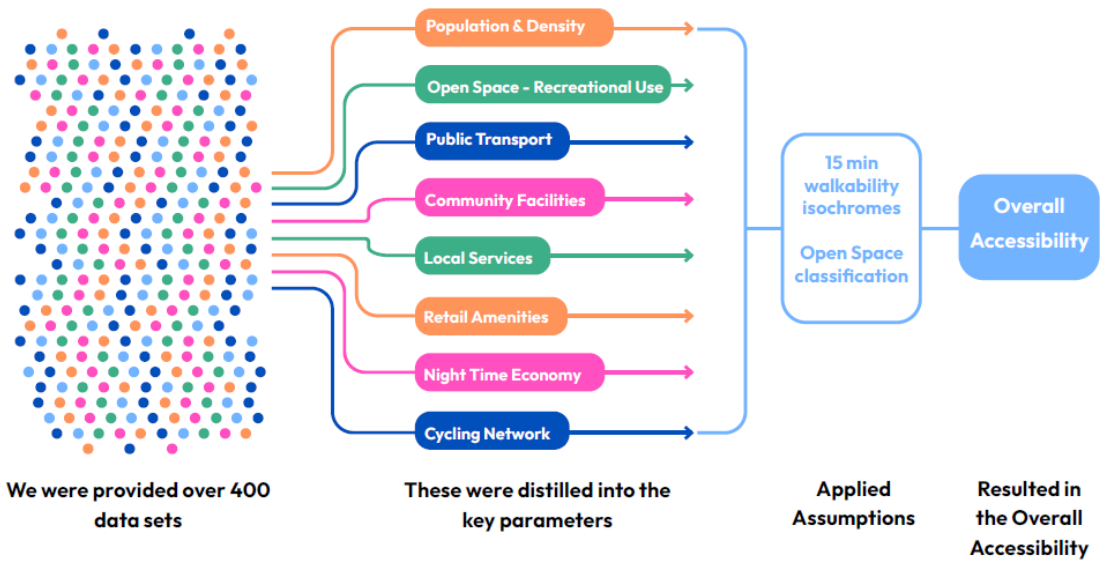 Population & Density
Open Space - Recreational Use
Public Transport
Community Facilities
Local Services
Retail Amenities
Night Time Economy
Cycling Network
15 min
walkability
isochromes
Open Space
classification
Overall
Accessibility
We were provided over 400
data sets
These were distilled into the
key parameters
Applied
Assumptions
Resulted in
the Overall
Accessibility